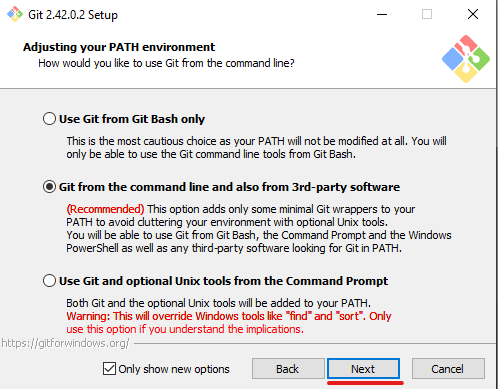 Git 2.42.0.2 Setup
Adjusting your PATH environment
How would you like to use Git from the command line?
Use Git from Git Bash only
This is the most cautious choice as your PATH will not be modified at all. You will
only be able to use the Git command line tools from Git Bash.
Git from the command line and also from 3rd-party software
(Recommended) This option adds only some minimal Git wrappers to your
PATH to avoid cluttering your environment with optional Unix tools.
You will be able to use Git from Git Bash, the Command Prompt and the Windows
PowerShell as well as any third-party software looking for Git in PATH.
Use Git and optional Unix tools from the Command Prompt
Both Git and the optional Unix tools will be added to your PATH.
Warning: This will override Windows tools like "find" and "sort". Only
use this option if you understand the implications.
https://gitforwindows.org/
Only show new options
Back
Next
Cancel